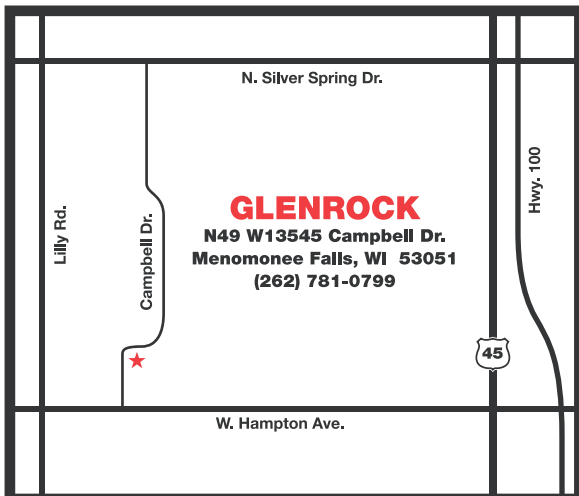 N. Silver Spring Dr.
Lilly Rd.
Campbell Dr.
Hwy. 100
GLENROCK
N49 W13545 Campbell Dr.
Menomonee Falls, WI  53051
(262) 781-0799
45
W. Hampton Ave.